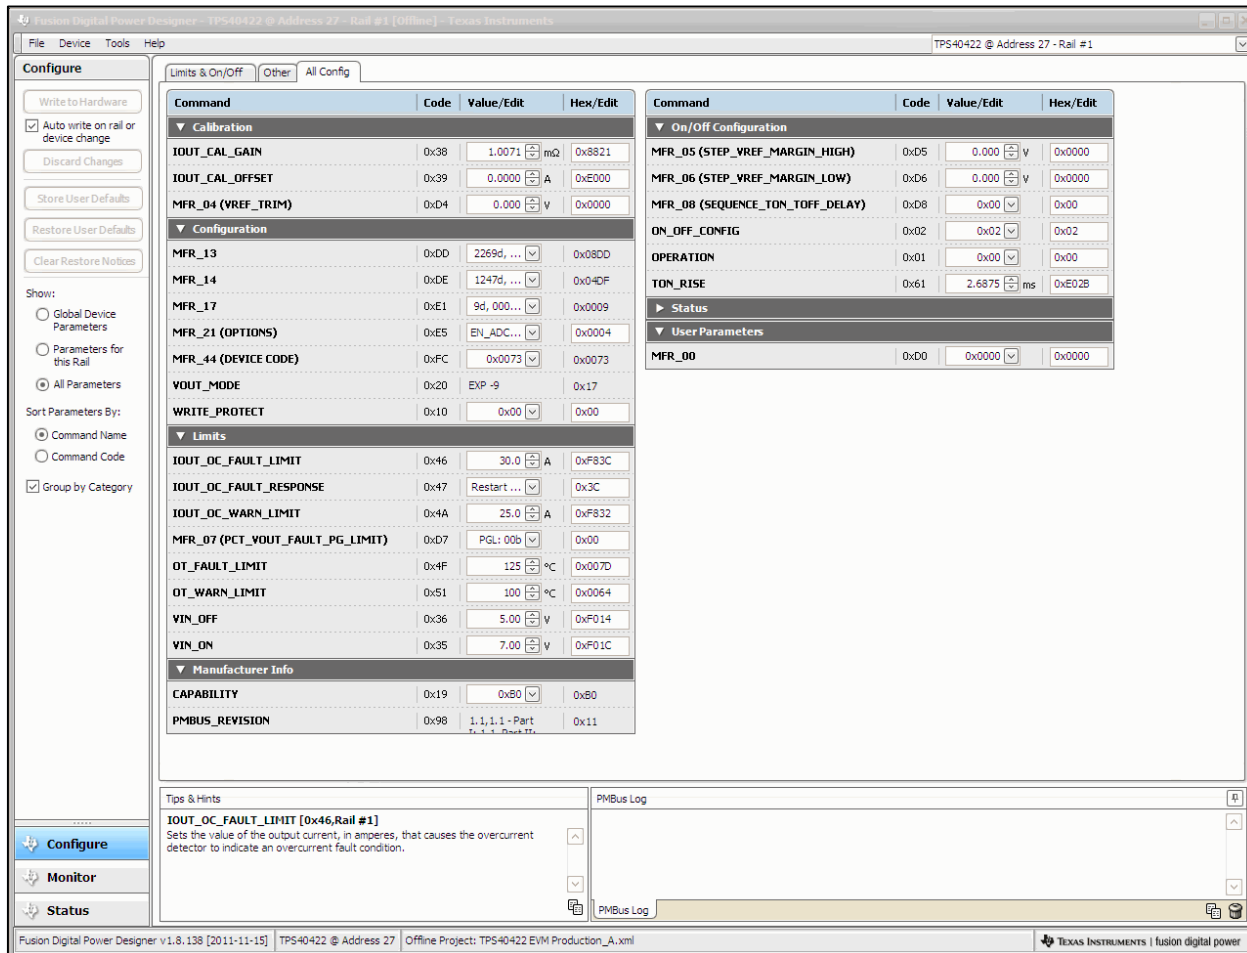 Fusion Digital Power Designer - TPS40422 @ Address 27 - Rail #1 [Offline] - Texas Instruments
File Device Tools Help
TPS40422 @ Address 27 - Rail #1
Configure
Write to Hardware
Auto write on rail or
device change
Discard Changes
Store User Defaults
Restore User Defaults
Clear Restore Notices
Show:
Global Device
Parameters
Parameters for
this Rail
All Parameters
Sort Parameters By:
Command Name
Command Code
Group by Category
Limits & On/Off Other All Config
Command Code Value/Edit Hex/Edit
Calibration
IOUT_CAL_GAIN 0x38 1.0071 mΩ 0x8821
IOUT_CAL_OFFSET 0x39 0.0000 A 0xE000
MFR_04 (VREF_TRIM) 0xD4 0.000 V 0x0000
Configuration
MFR_13 0xDD 2269d, ... 0x08DD
MFR_14 0xDE 1247d, ... 0x04DF
MFR_17 0xE1 9d, 000... 0x0009
MFR_21 (OPTIONS) 0xE5 EN_ADC... 0x0004
MFR_44 (DEVICE CODE) 0xFC 0x0073 0x0073
VOUT_MODE 0x20 EXP -9 0x17
WRITE_PROTECT 0x10 0x00 0x00
Limits
IOUT_OC_FAULT_LIMIT 0x46 30.0 A 0xF83C
IOUT_OC_FAULT_RESPONSE 0x47 Restart ... 0x3C
IOUT_OC_WARN_LIMIT 0x4A 25.0 A 0xF832
MFR_07 (PCT_VOUT_FAULT_PG_LIMIT) 0xD7 PGL: 00b 0x00
OT_FAULT_LIMIT 0x4F 125 °C 0x007D
OT_WARN_LIMIT 0x51 100 °C 0x0064
VIN_OFF 0x36 5.00 V 0xF014
VIN_ON 0x35 7.00 V 0xF01C
Manufacturer Info
CAPABILITY 0x19 0xB0 0xB0
PMBUS_REVISION 0x98 1.1,1.1 - Part 0x11
I: 1.1, Part II:
Command Code Value/Edit Hex/Edit
On/Off Configuration
MFR_05 (STEP_VREF_MARGIN_HIGH) 0xD5 0.000 V 0x0000
MFR_06 (STEP_VREF_MARGIN_LOW) 0xD6 0.000 V 0x0000
MFR_08 (SEQUENCE_TON_TOFF_DELAY) 0xD8 0x00 0x00
ON_OFF_CONFIG 0x02 0x02 0x02
OPERATION 0x01 0x00 0x00
TON_RISE 0x61 2.6875 ms 0xE02B
Status
User Parameters
MFR_00 0xD0 0x0000 0x0000
Tips & Hints
IOUT_OC_FAULT_LIMIT [0x46,Rail #1]
Sets the value of the output current, in amperes, that causes the overcurrent
detector to indicate an overcurrent fault condition.
PMBus Log
PMBus Log
Configure
Monitor
Status
Fusion Digital Power Designer v1.8.138 [2011-11-15] TPS40422 @ Address 27 Offline Project: TPS40422 EVM Production_A.xml TEXAS INSTRUMENTS | fusion digital power